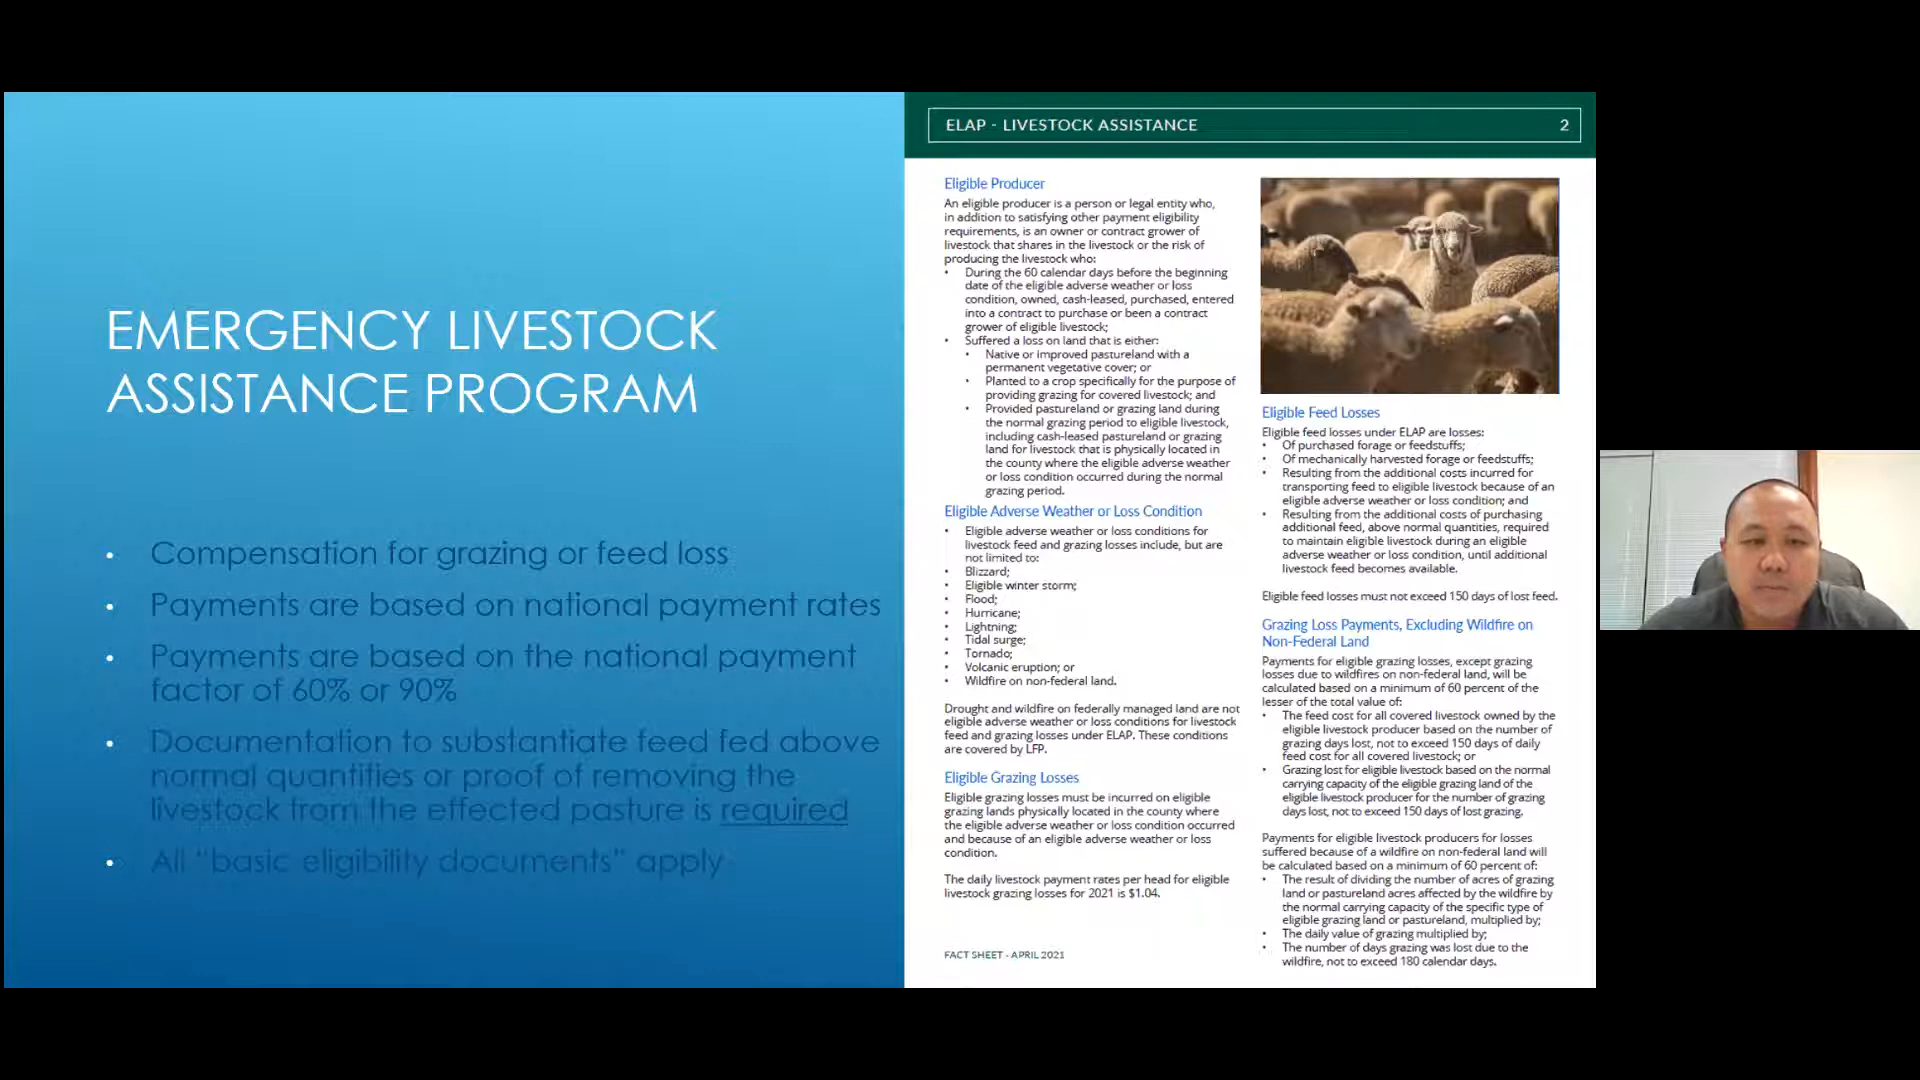 EMERGENCY LIVESTOCK
ASSISTANCE PROGRAM
• Compensation for grazing or feed loss
• Payments are based on national payment rates
• Payments are based on the national payment
factor of 60% or 90%
• Documentation to substantiate feed fed above
normal quantities or proof of removing the
livestock from the effected pasture is required
• All “basic eligibility documents” apply
ELAP - LIVESTOCK ASSISTANCE 2
Eligible Producer
An eligible producer is a person or legal entity who,
in addition to satisfying other payment eligibility
requirements, is an owner or contract grower of
livestock that shares in the livestock or the risk of
producing the livestock who:
• During the 60 calendar days before the beginning
date of the eligible adverse weather or loss
condition, owned, cash-leased, purchased, entered
into a contract to purchase or been a contract
grower of eligible livestock;
• Suffered a loss on land that is either:
• Native or improved pastureland with a
permanent vegetative cover; or
• Planted to a crop specifically for the purpose of
providing grazing for covered livestock; and
• Provided pastureland or grazing land during
the normal grazing period to eligible livestock,
including cash-leased pastureland or grazing
land for livestock that is physically located in
the county where the eligible adverse weather
or loss condition occurred during the normal
grazing period.
Eligible Adverse Weather or Loss Condition
• Eligible adverse weather or loss conditions for
livestock feed and grazing losses include, but are
not limited to:
• Blizzard;
• Eligible winter storm;
• Flood;
• Hurricane;
• Lightning;
• Tidal surge;
• Tornado;
• Volcanic eruption; or
• Wildfire on non-federal land.
Drought and wildfire on federally managed land are not
eligible adverse weather or loss conditions for livestock
feed and grazing losses under ELAP. These conditions
are covered by LFP.
Eligible Grazing Losses
Eligible grazing losses must be incurred on eligible
grazing lands physically located in the county where
the eligible adverse weather or loss condition occurred
and because of an eligible adverse weather or loss
condition.
The daily livestock payment rates per head for eligible
livestock grazing losses for 2021 is $1.04.
FACT SHEET - APRIL 2021
Eligible Feed Losses
Eligible feed losses under ELAP are losses:
• Of purchased forage or feedstuffs;
• Of mechanically harvested forage or feedstuffs;
• Resulting from the additional costs incurred for
transporting feed to eligible livestock because of an
eligible adverse weather or loss condition; and
• Resulting from the additional costs of purchasing
additional feed, above normal quantities, required
to maintain eligible livestock during an eligible
adverse weather or loss condition, until additional
livestock feed becomes available.
Eligible feed losses must not exceed 150 days of lost feed.
Grazing Loss Payments, Excluding Wildfire on
Non-Federal Land
Payments for eligible grazing losses, except grazing
losses due to wildfires on non-federal land, will be
calculated based on a minimum of 60 percent of the
lesser of the total value of:
• The feed cost for all covered livestock owned by the
eligible livestock producer based on the number of
grazing days lost, not to exceed 150 days of daily
feed cost for all covered livestock; or
• Grazing lost for eligible livestock based on the normal
carrying capacity of the eligible grazing land of the
eligible livestock producer for the number of grazing
days lost, not to exceed 150 days of lost grazing.
Payments for eligible livestock producers for losses
suffered because of a wildfire on non-federal land will
be calculated based on a minimum of 60 percent of:
• The result of dividing the number of acres of grazing
land or pastureland acres affected by the wildfire by
the normal carrying capacity of the specific type of
eligible grazing land or pastureland, multiplied by;
• The daily value of grazing multiplied by;
• The number of days grazing was lost due to the
wildfire, not to exceed 180 calendar days.